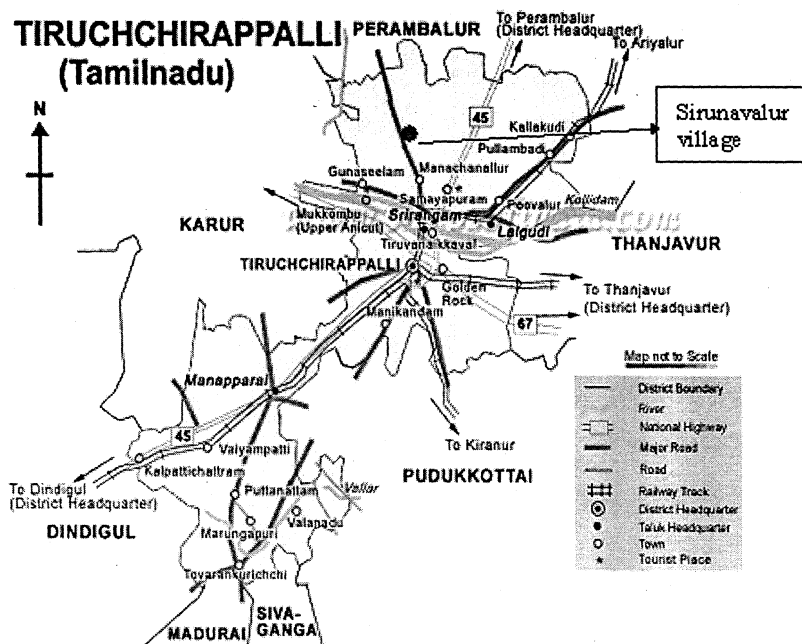 TIRUCHCHIRAPPALLI
(Tamilnadu)
PERAMBALUR
To Perambalur
(District Headquarter)
To Ariyalur
N
45
Kallakudi
Sirunavalur
village
Pullambadi
Gunaseelam
Manachanallur
Samayapuram
Poovalur
Kollidam
Srirangam
KARUR
Mukkombu
(Upper Anicut)
Lalgudi
THANJAVUR
TIRUCHCHIRAPPALLI
Golden
Rock
To Thanjavur
(District Headquarter)
Manikandam
67
Map not to Scale
Manapparai
District Boundary
River
National Highway
Major Road
Road
Railway Track
District Headquarter
Taluk Headquarter
Town
Tourist Place
45
Vaiyampatti
To Kiranur
Kalpattichattram
PUDUKKOTTAI
To Dindigul
(District Headquarter)
Puttanattam
Vellar
DINDIGUL
Valanadu
Marungapuri
Tovarankurichchi
SIVA-
GANGA
MADURAI